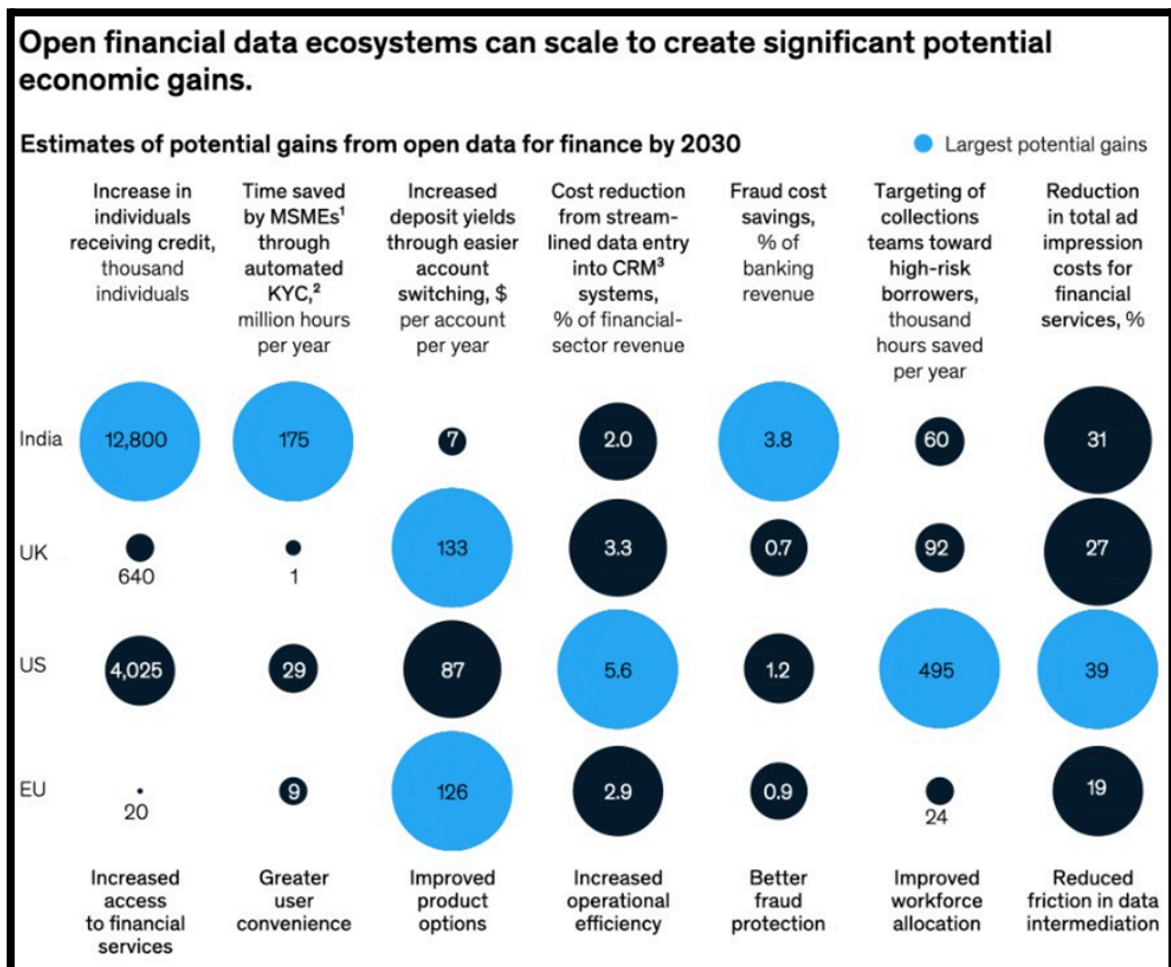 Open financial data ecosystems can scale to create significant potential
economic gains.
Estimates of potential gains from open data for finance by 2030
Largest potential gains
Increase in
individuals
receiving credit,
thousand
individuals
Time saved
by MSMEs¹
through
automated
KYC,²
million hours
per year
Increased
deposit yields
through easier
account
switching, $
per account
per year
Cost reduction
from stream-
lined data entry
into CRM³
systems,
% of financial-
sector revenue
Fraud cost
savings,
% of
banking
revenue
Targeting of
collections
teams toward
high-risk
borrowers,
thousand
hours saved
per year
Reduction
in total ad
impression
costs for
financial
services, %
India 12,800 175 7 2.0 3.8 60 31
UK 640 1 133 3.3 0.7 92 27
US 4,025 29 87 5.6 1.2 495 39
EU 20 9 126 2.9 0.9 24 19
Increased
access
to financial
services
Greater
user
convenience
Improved
product
options
Increased
operational
efficiency
Better
fraud
protection
Improved
workforce
allocation
Reduced
friction in data
intermediation